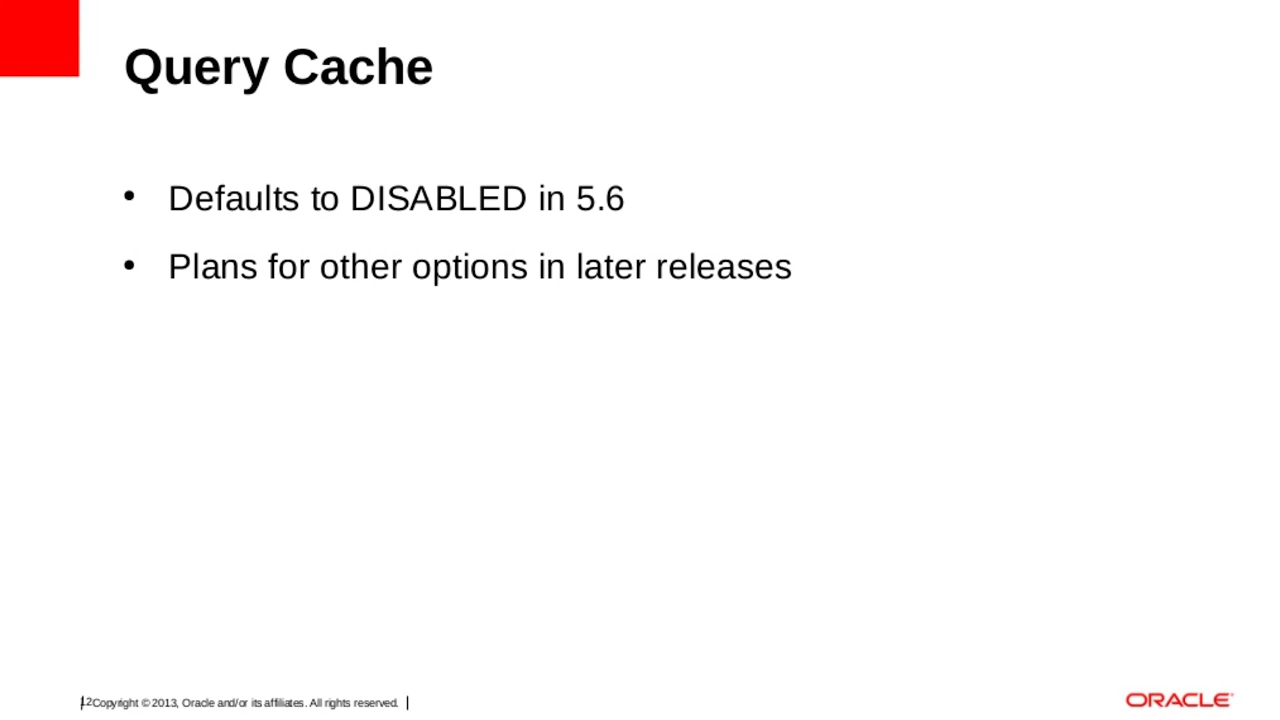 Query Cache
• Defaults to DISABLED in 5.6
• Plans for other options in later releases
12 Copyright © 2013, Oracle and/or its affiliates. All rights reserved.
ORACLE